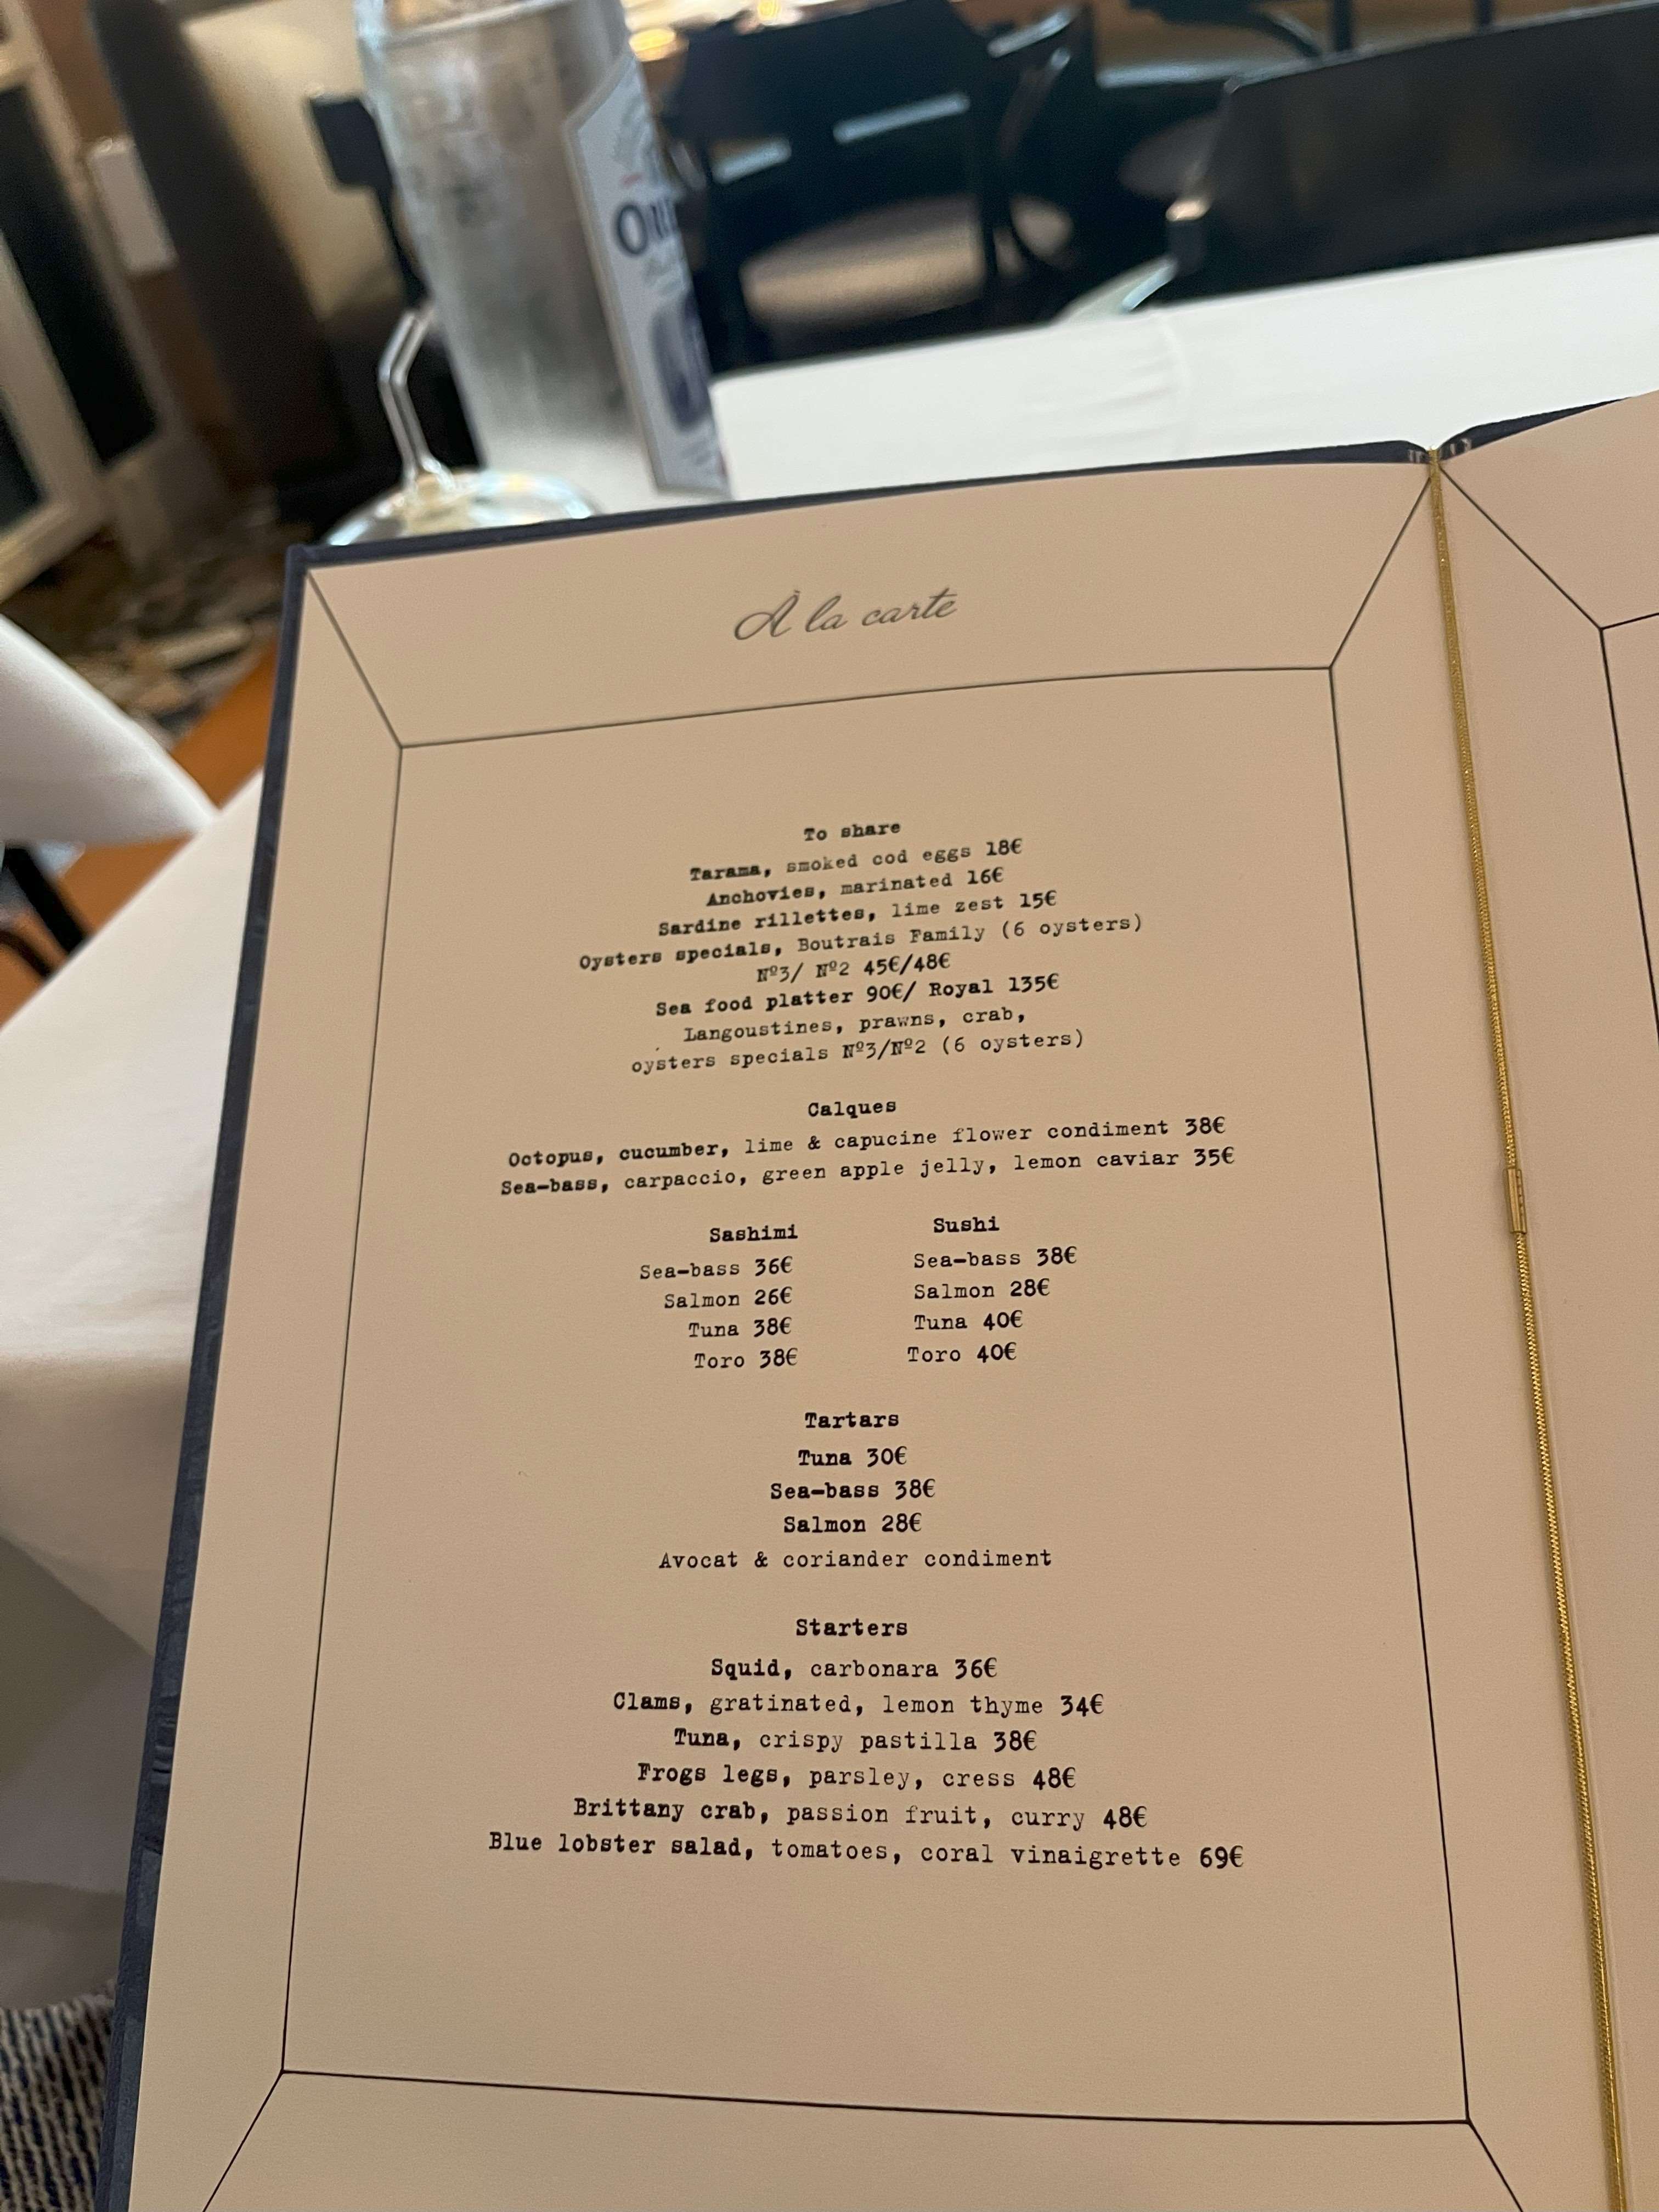 À la carte
To share
Tarama, smoked cod eggs 18€
Anchovies, marinated 16€
Sardine rillettes, lime zest 15€
Oysters specials, Boutrais Family (6 oysters)
Nº3/ Nº2 45€/48€
Sea food platter 90€/ Royal 135€
Langoustines, prawns, crab,
oysters specials Nº3/Nº2 (6 oysters)
Calques
Octopus, cucumber, lime & capucine flower condiment 38€
Sea-bass, carpaccio, green apple jelly, lemon caviar 35€
Sashimi
Sea-bass 36€
Salmon 26€
Tuna 38€
Toro 38€
Sushi
Sea-bass 38€
Salmon 28€
Tuna 40€
Toro 40€
Tartars
Tuna 30€
Sea-bass 38€
Salmon 28€
Avocat & coriander condiment
Starters
Squid, carbonara 36€
Clams, gratinated, lemon thyme 34€
Tuna, crispy pastilla 38€
Frogs legs, parsley, cress 48€
Brittany crab, passion fruit, curry 48€
Blue lobster salad, tomatoes, coral vinaigrette 69€